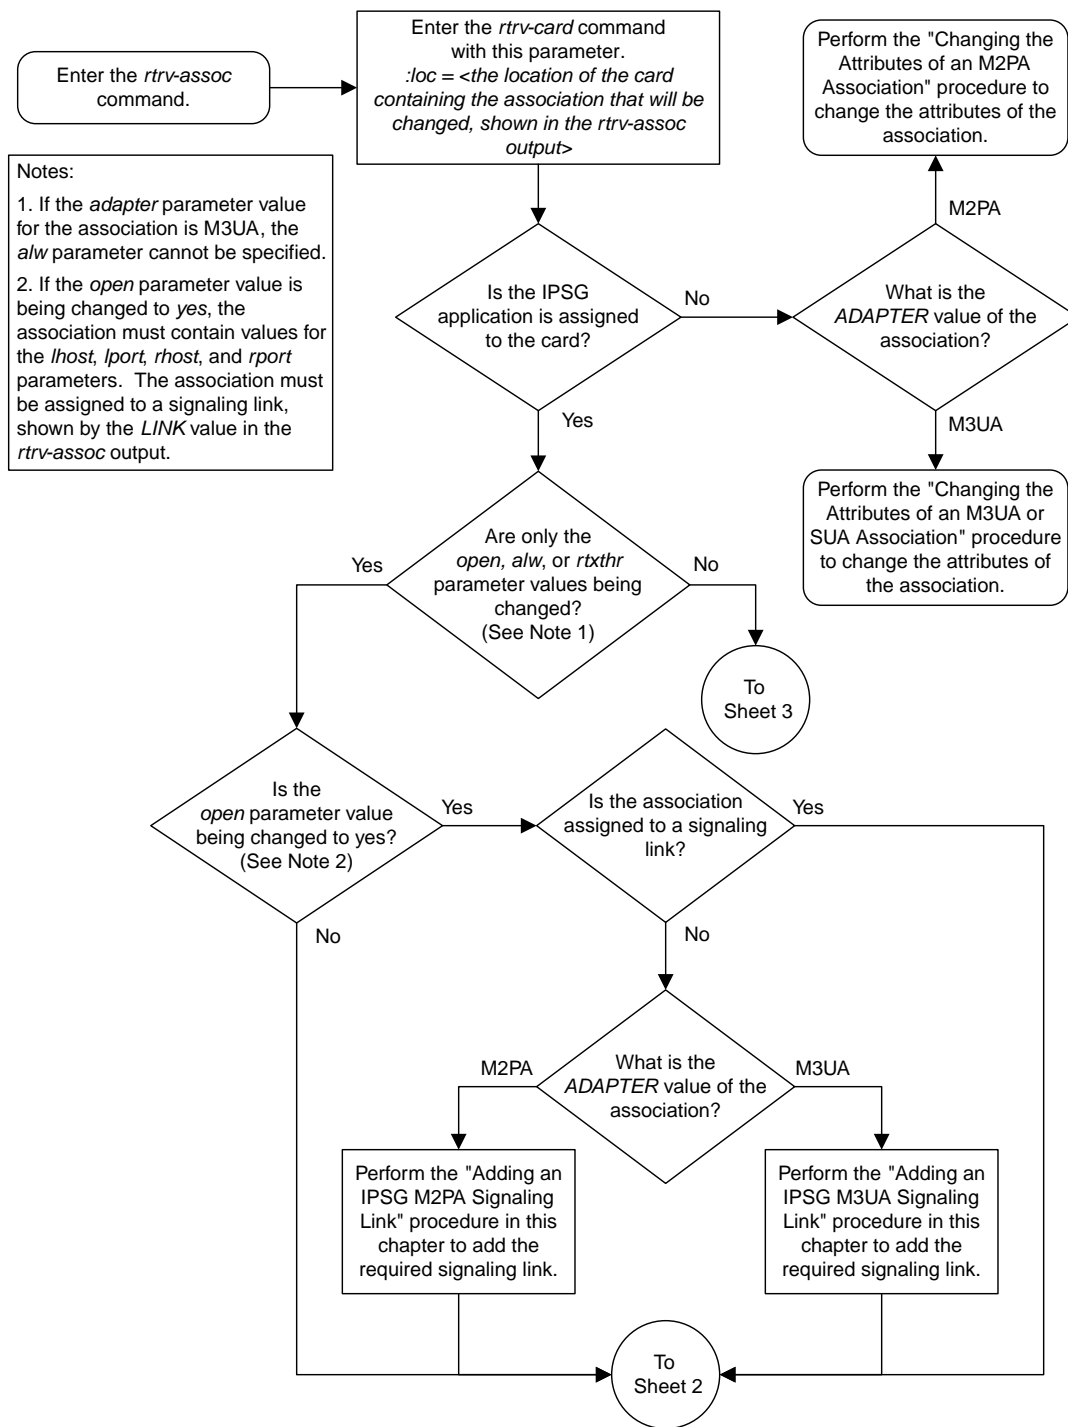 Enter the rtrv-assoc
command.
Enter the rtrv-card command
with this parameter.
:loc = <the location of the card
containing the association that will be
changed, shown in the rtrv-assoc
output>
Perform the "Changing the
Attributes of an M2PA
Association" procedure to
change the attributes of the
association.
Notes:
1. If the adapter parameter value
for the association is M3UA, the
alw parameter cannot be specified.
2. If the open parameter value is
being changed to yes, the
association must contain values for
the lhost, lport, rhost, and rport
parameters. The association must
be assigned to a signaling link,
shown by the LINK value in the
rtrv-assoc output.
M2PA
Is the IPSG
application is assigned
to the card?
No
What is the
ADAPTER value of the
association?
Yes
M3UA
Perform the "Changing the
Attributes of an M3UA or
SUA Association" procedure
to change the attributes of
the association.
Are only the
open, alw, or rtxthr
parameter values being
changed?
(See Note 1)
Yes
No
To
Sheet 3
Is the
open parameter value
being changed to yes?
(See Note 2)
Yes
Is the association
assigned to a signaling
link?
Yes
No
No
What is the
ADAPTER value of the
association?
M2PA
M3UA
Perform the "Adding an
IPSG M2PA Signaling
Link" procedure in this
chapter to add the
required signaling link.
Perform the "Adding an
IPSG M3UA Signaling
Link" procedure in this
chapter to add the
required signaling link.
To
Sheet 2